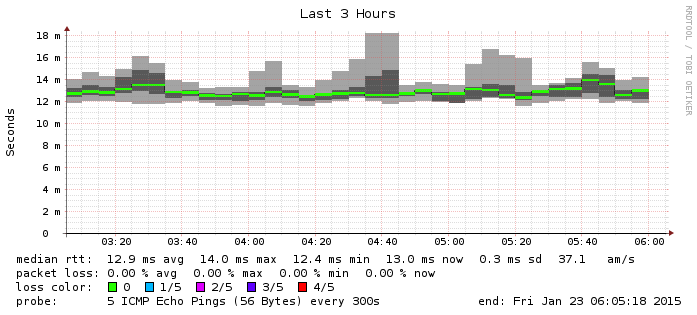 Last 3 Hours
RRDTOOL / TOBI OETIKER
Seconds
18 m
16 m
14 m
12 m
10 m
8 m
6 m
4 m
2 m
0
03:20 03:40 04:00 04:20 04:40 05:00 05:20 05:40 06:00
median rtt: 12.9 ms avg 14.0 ms max 12.4 ms min 13.0 ms now 0.3 ms sd 37.1 am/s
packet loss: 0.00 % avg 0.00 % max 0.00 % min 0.00 % now
loss color: 0 1/5 2/5 3/5 4/5
probe: 5 ICMP Echo Pings (56 Bytes) every 300s end: Fri Jan 23 06:05:18 2015